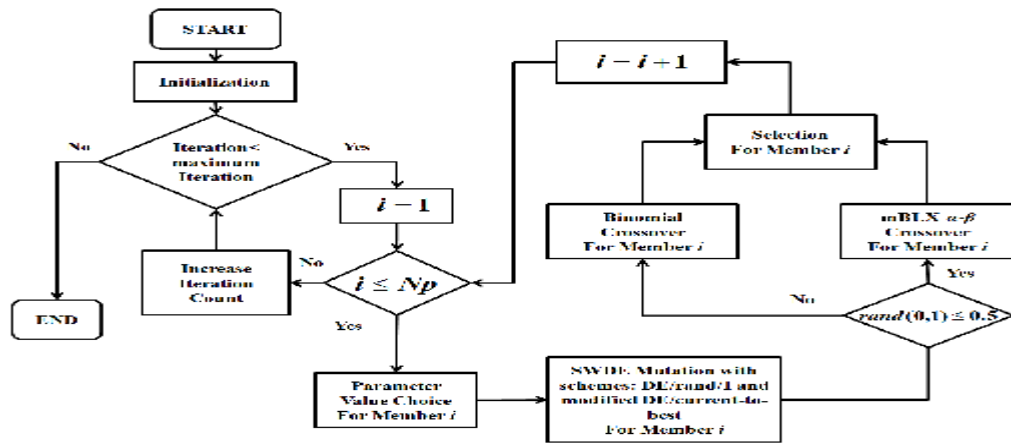 START
Initialization
Iteration<
maximum
Iteration
No
Yes
i = 1
i ≤ Np
No
Yes
Increase
Iteration
Count
END
Parameter
Value Choice
For Member i
SWDE Mutation with
schemes: DE/rand/1 and
modified DE/current-to-
best
For Member i
rand(0,1) ≤ 0.5
No
Yes
Binomial
Crossover
For Member i
mBLX α-β
Crossover
For Member i
Selection
For Member i
i = i + 1